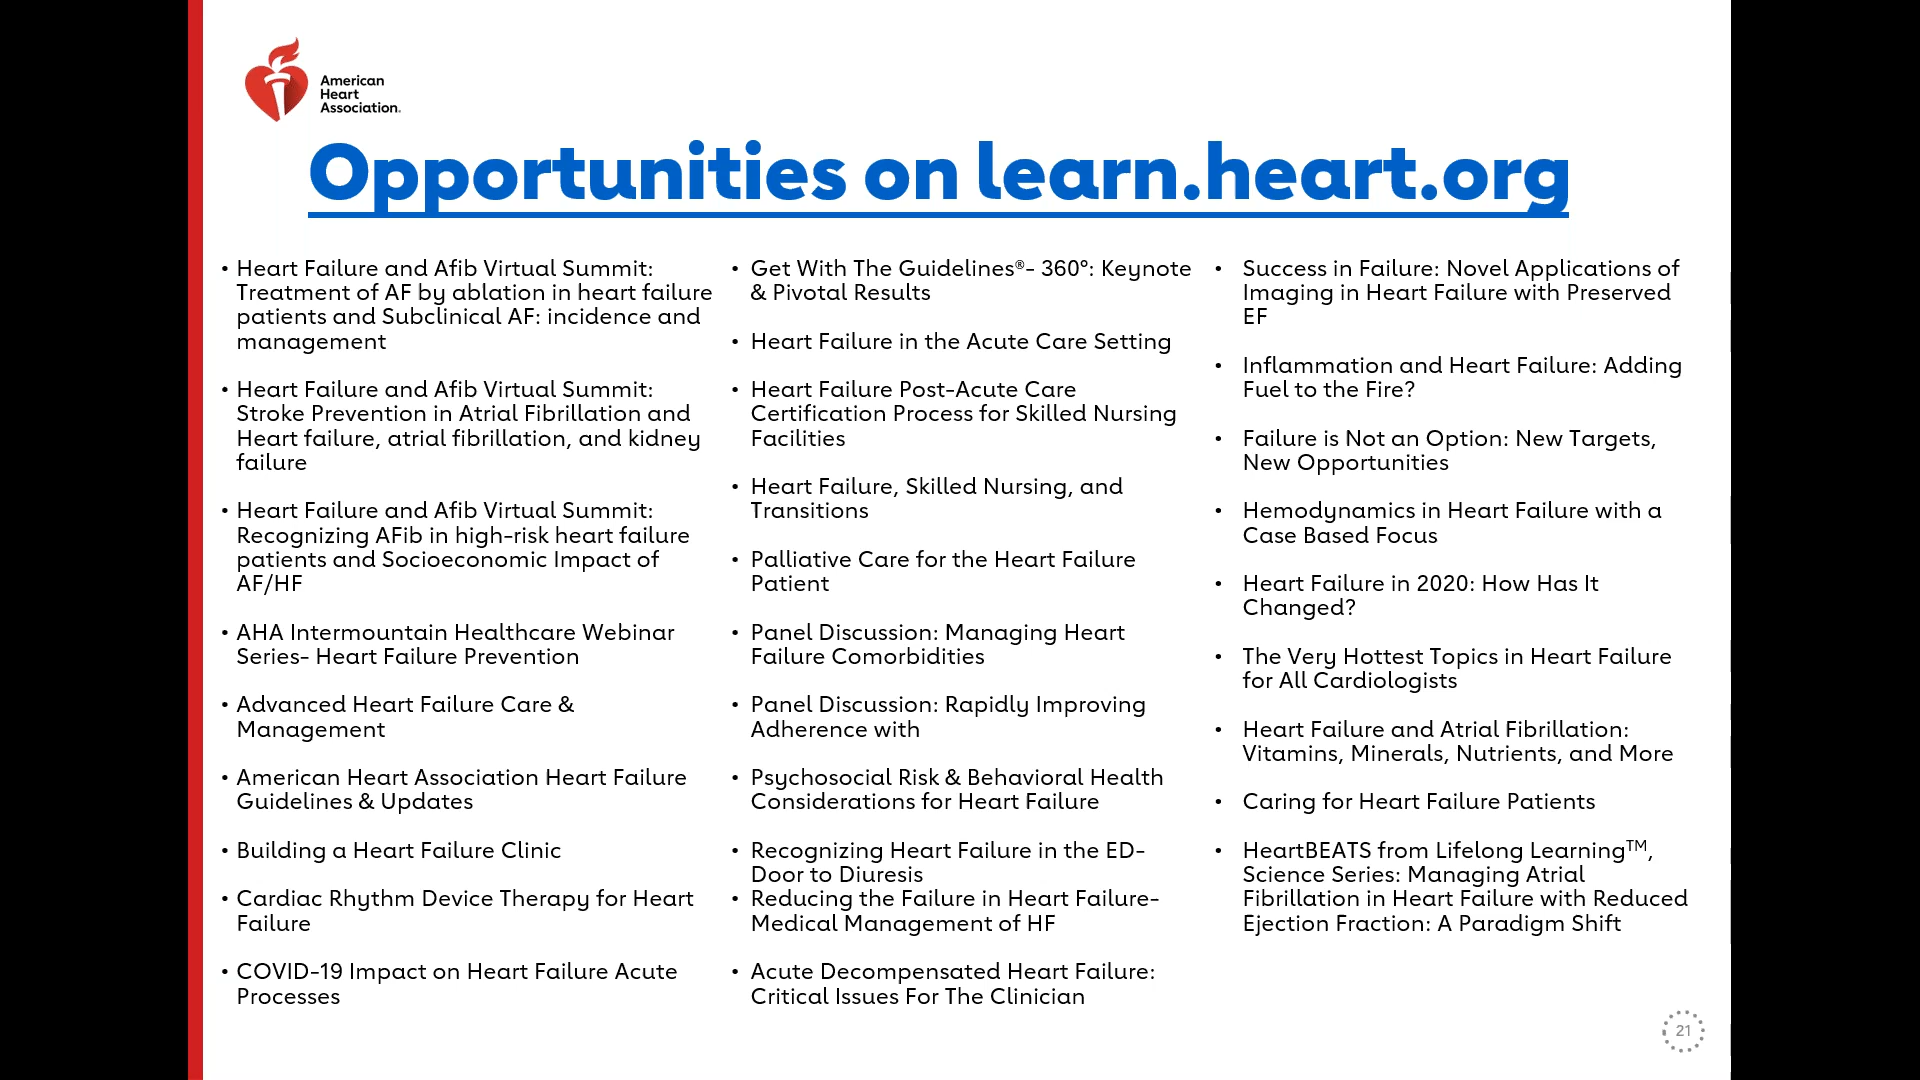 American
Heart
Association.
Opportunities on learn.heart.org
• Heart Failure and Afib Virtual Summit:
Treatment of AF by ablation in heart failure
patients and Subclinical AF: incidence and
management
• Heart Failure and Afib Virtual Summit:
Stroke Prevention in Atrial Fibrillation and
Heart failure, atrial fibrillation, and kidney
failure
• Heart Failure and Afib Virtual Summit:
Recognizing AFib in high-risk heart failure
patients and Socioeconomic Impact of
AF/HF
• AHA Intermountain Healthcare Webinar
Series- Heart Failure Prevention
• Advanced Heart Failure Care &
Management
• American Heart Association Heart Failure
Guidelines & Updates
• Building a Heart Failure Clinic
• Cardiac Rhythm Device Therapy for Heart
Failure
• COVID-19 Impact on Heart Failure Acute
Processes
• Get With The Guidelines®- 360°: Keynote
& Pivotal Results
• Heart Failure in the Acute Care Setting
• Heart Failure Post-Acute Care
Certification Process for Skilled Nursing
Facilities
• Heart Failure, Skilled Nursing, and
Transitions
• Palliative Care for the Heart Failure
Patient
• Panel Discussion: Managing Heart
Failure Comorbidities
• Panel Discussion: Rapidly Improving
Adherence with
• Psychosocial Risk & Behavioral Health
Considerations for Heart Failure
• Recognizing Heart Failure in the ED-
Door to Diuresis
• Reducing the Failure in Heart Failure-
Medical Management of HF
• Acute Decompensated Heart Failure:
Critical Issues For The Clinician
• Success in Failure: Novel Applications of
Imaging in Heart Failure with Preserved
EF
• Inflammation and Heart Failure: Adding
Fuel to the Fire?
• Failure is Not an Option: New Targets,
New Opportunities
• Hemodynamics in Heart Failure with a
Case Based Focus
• Heart Failure in 2020: How Has It
Changed?
• The Very Hottest Topics in Heart Failure
for All Cardiologists
• Heart Failure and Atrial Fibrillation:
Vitamins, Minerals, Nutrients, and More
• Caring for Heart Failure Patients
• HeartBEATS from Lifelong Learning™,
Science Series: Managing Atrial
Fibrillation in Heart Failure with Reduced
Ejection Fraction: A Paradigm Shift
21